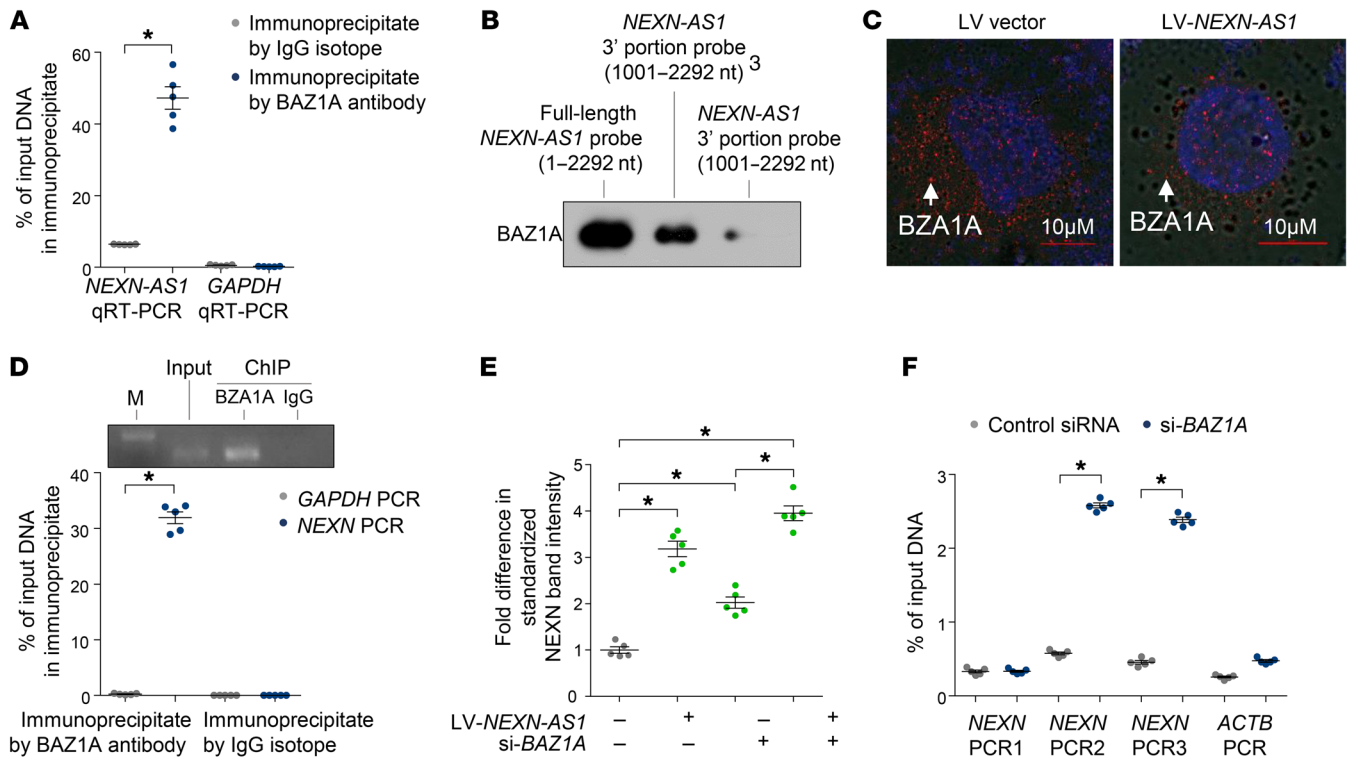 A
Immunoprecipitate
by IgG isotope
Immunoprecipitate
by BAZ1A antibody
*
60
40
20
0
% of input DNA
in immunoprecipitate
NEXN-AS1
qRT-PCR
GAPDH
qRT-PCR
B
NEXN-AS1
3' portion probe
(1001–2292 nt) 3
Full-length
NEXN-AS1 probe
(1–2292 nt)
NEXN-AS1
3' portion probe
(1001–2292 nt)
BAZ1A
C
LV vector
LV-NEXN-AS1
BZA1A
10μM
BZA1A
10μM
D
Input
ChIP
M
BZA1A
IgG
*
40
30
20
10
0
% of input DNA
in immunoprecipitate
GAPDH PCR
NEXN PCR
Immunoprecipitate
by BAZ1A antibody
Immunoprecipitate
by IgG isotope
E
*
*
*
*
5
4
3
2
1
0
Fold difference in
standardized
NEXN band intensity
LV-NEXN-AS1 – + – +
si-BAZ1A – – + +
F
Control siRNA
si-BAZ1A
*
*
3
2
1
0
% of input DNA
NEXN
PCR1
NEXN
PCR2
NEXN
PCR3
ACTB
PCR